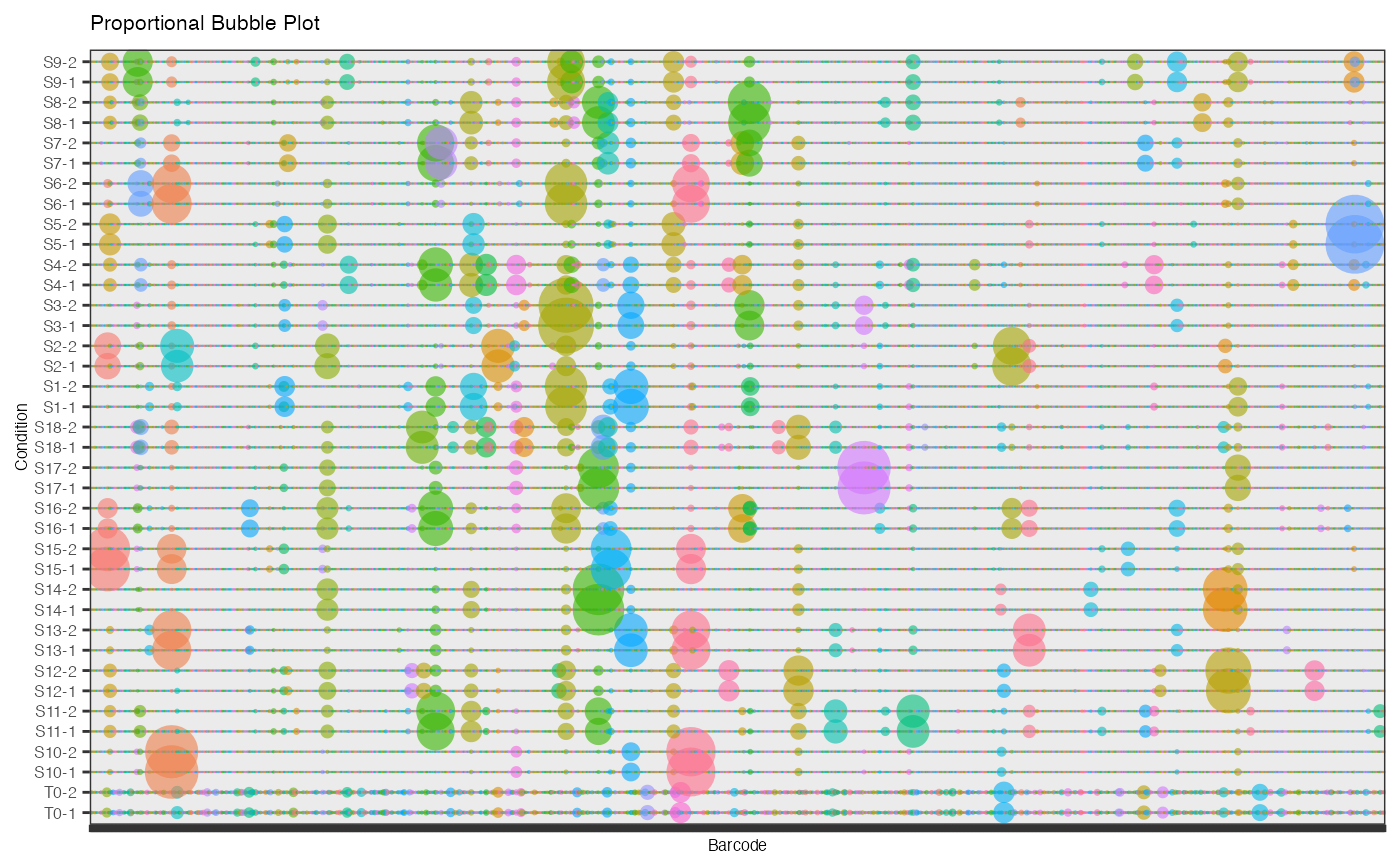 Proportional Bubble Plot
Condition
S9-2
S9-1
S8-2
S8-1
S7-2
S7-1
S6-2
S6-1
S5-2
S5-1
S4-2
S4-1
S3-2
S3-1
S2-2
S2-1
S1-2
S1-1
S18-2
S18-1
S17-2
S17-1
S16-2
S16-1
S15-2
S15-1
S14-2
S14-1
S13-2
S13-1
S12-2
S12-1
S11-2
S11-1
S10-2
S10-1
T0-2
T0-1
Barcode